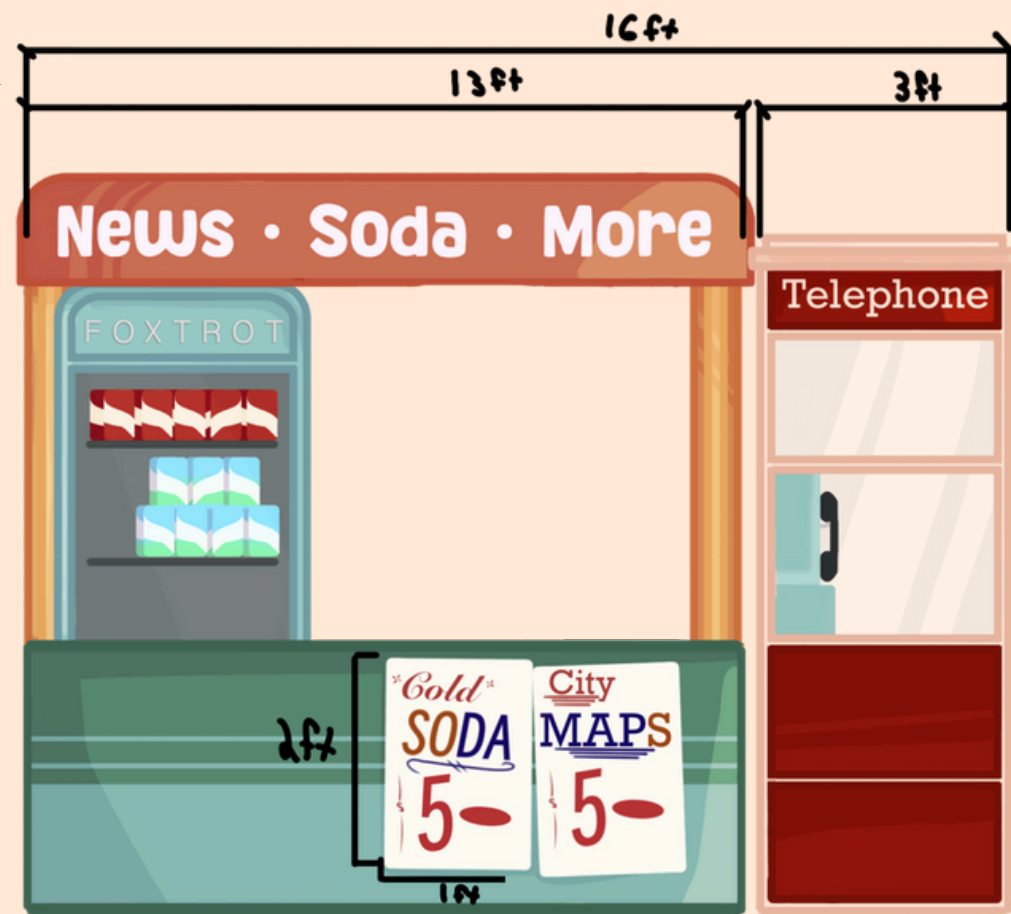 16ft
13ft
3ft
News · Soda · More
Telephone
FOXTROT
2ft
Cold
SODA
$5-
City
MAPS
$5-
1ft